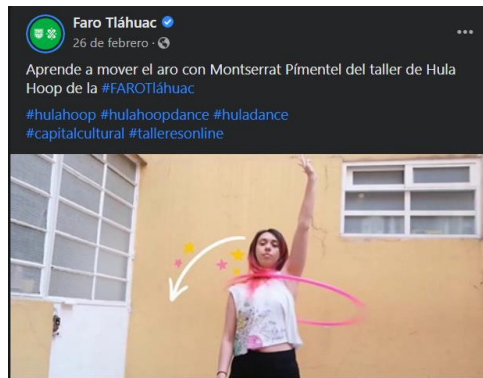 Faro Tláhuac
26 de febrero ·
Aprende a mover el aro con Montserrat Pímentel del taller de Hula
Hoop de la #FAROTláhuac
#hulahoop #hulahoopdance #huladance
#capitalcultural #talleresonline